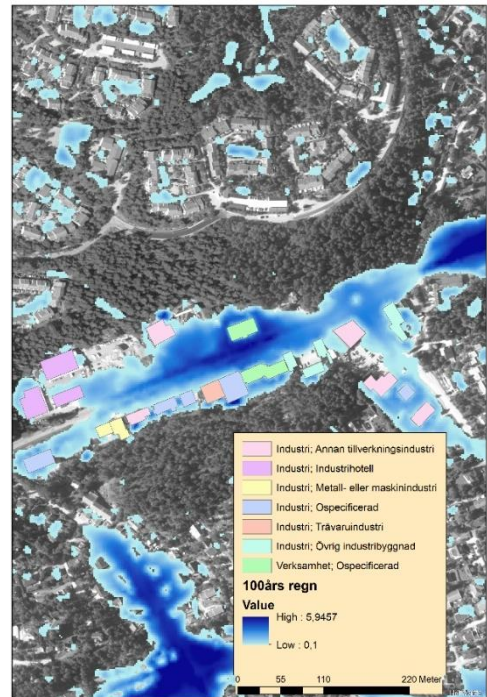 Industri; Annan tillverkningsindustri
Industri; Industrihotell
Industri; Metall- eller maskinindustri
Industri; Ospecificerad
Industri; Trävaruindustri
Industri; Övrig industribyggnad
Verksamhet; Ospecificerad
100års regn
Value
High : 5,9457
Low : 0,1
0 55 110 220 Meter